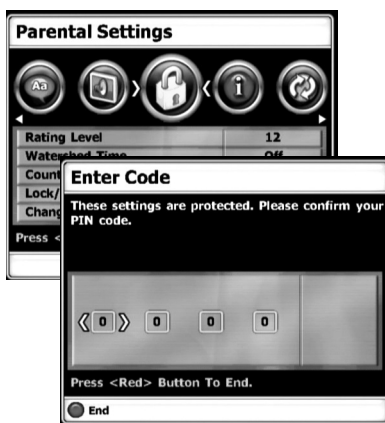 Parental Settings
Aa
i
Rating Level 12
Watershed Time Off
Count
Lock/
Chang
Press <
Enter Code
These settings are protected. Please confirm your
PIN code.
0 0 0 0
Press <Red> Button To End.
End